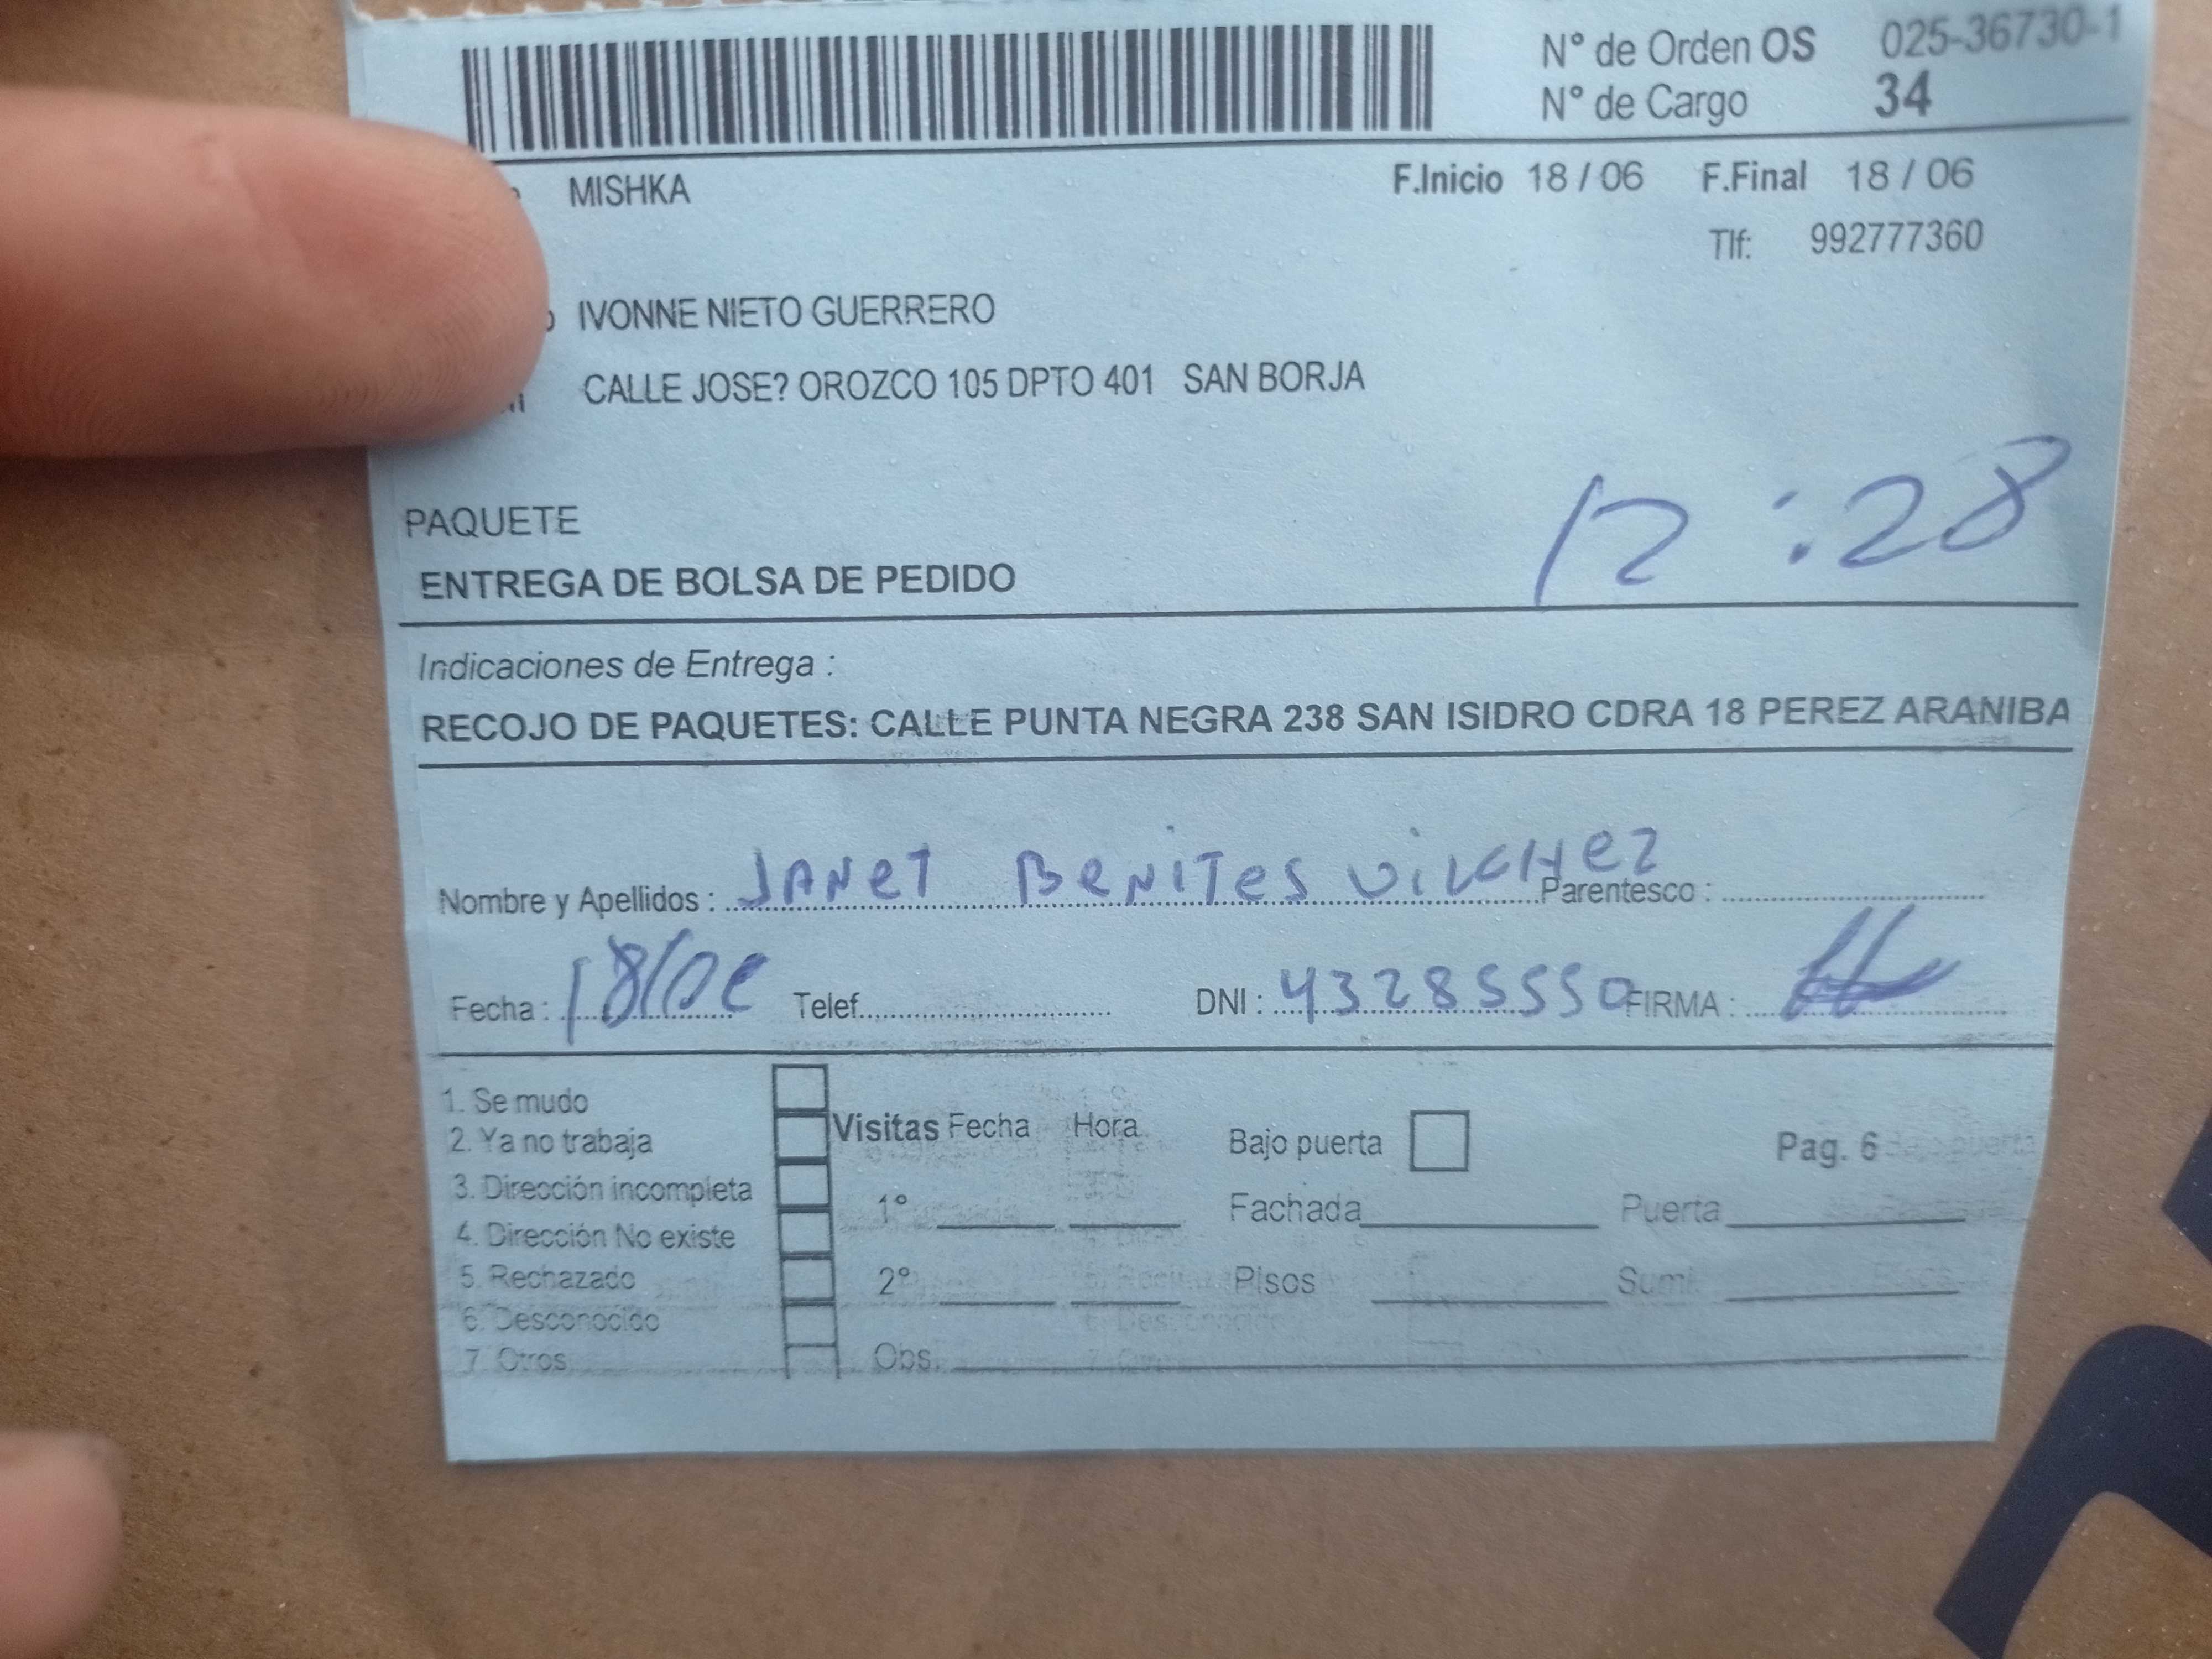 N° de Orden OS 025-36730-1
N° de Cargo 34
MISHKA F.Inicio 18 / 06 F.Final 18 / 06
Tlf: 992777360
IVONNE NIETO GUERRERO
CALLE JOSE? OROZCO 105 DPTO 401 SAN BORJA
12:28
PAQUETE
ENTREGA DE BOLSA DE PEDIDO
Indicaciones de Entrega :
RECOJO DE PAQUETES: CALLE PUNTA NEGRA 238 SAN ISIDRO CDRA 18 PEREZ ARANIBA
Nombre y Apellidos : JANET BENITES VILCHEZ Parentesco :
Fecha : 18/06 Telef. DNI : 43285550 FIRMA :
1. Se mudo
2. Ya no trabaja Visitas Fecha Hora Bajo puerta Pag. 6
3. Dirección incompleta 1° Fachada Puerta
4. Dirección No existe
5. Rechazado 2° Pisos Sumi.
6. Desconocido
7. Otros Obs.